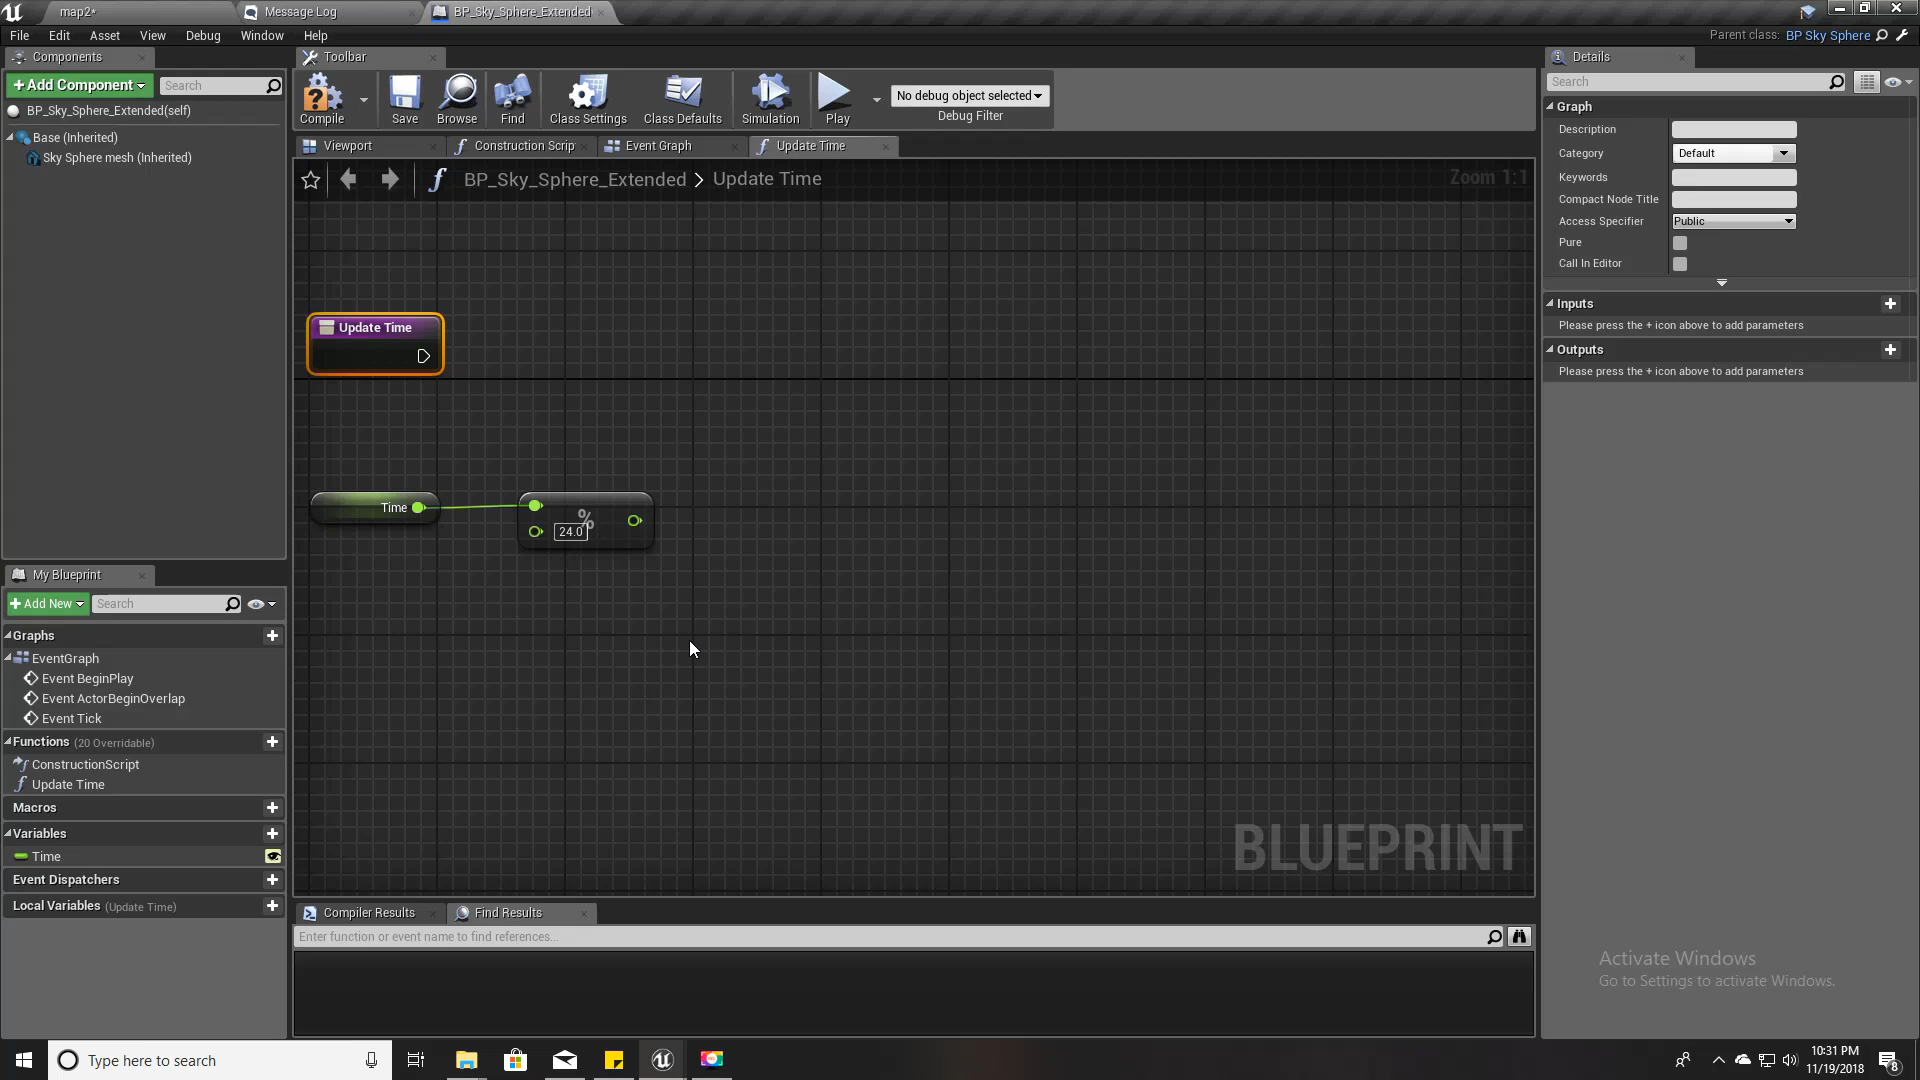 map2*
Message Log
BP_Sky_Sphere_Extended
File Edit Asset View Debug Window Help
Parent class: BP Sky Sphere
Components
Toolbar
Details
+Add Component
Search
BP_Sky_Sphere_Extended(self)
Base (Inherited)
Sky Sphere mesh (Inherited)
Compile
Save
Browse
Find
Class Settings
Class Defaults
Simulation
Play
No debug object selected
Debug Filter
Viewport
Construction Scrip
Event Graph
Update Time
BP_Sky_Sphere_Extended > Update Time
Zoom 1:1
Update Time
Time
%
24.0
BLUEPRINT
Search
Graph
Description
Category
Default
Keywords
Compact Node Title
Access Specifier
Public
Pure
Call In Editor
Inputs
Please press the + icon above to add parameters
Outputs
Please press the + icon above to add parameters
My Blueprint
+Add New
Search
Graphs
EventGraph
Event BeginPlay
Event ActorBeginOverlap
Event Tick
Functions (20 Overridable)
ConstructionScript
Update Time
Macros
Variables
Time
Event Dispatchers
Local Variables (Update Time)
Compiler Results
Find Results
Enter function or event name to find references...
Activate Windows
Go to Settings to activate Windows.
Type here to search
10:31 PM
11/19/2018
8